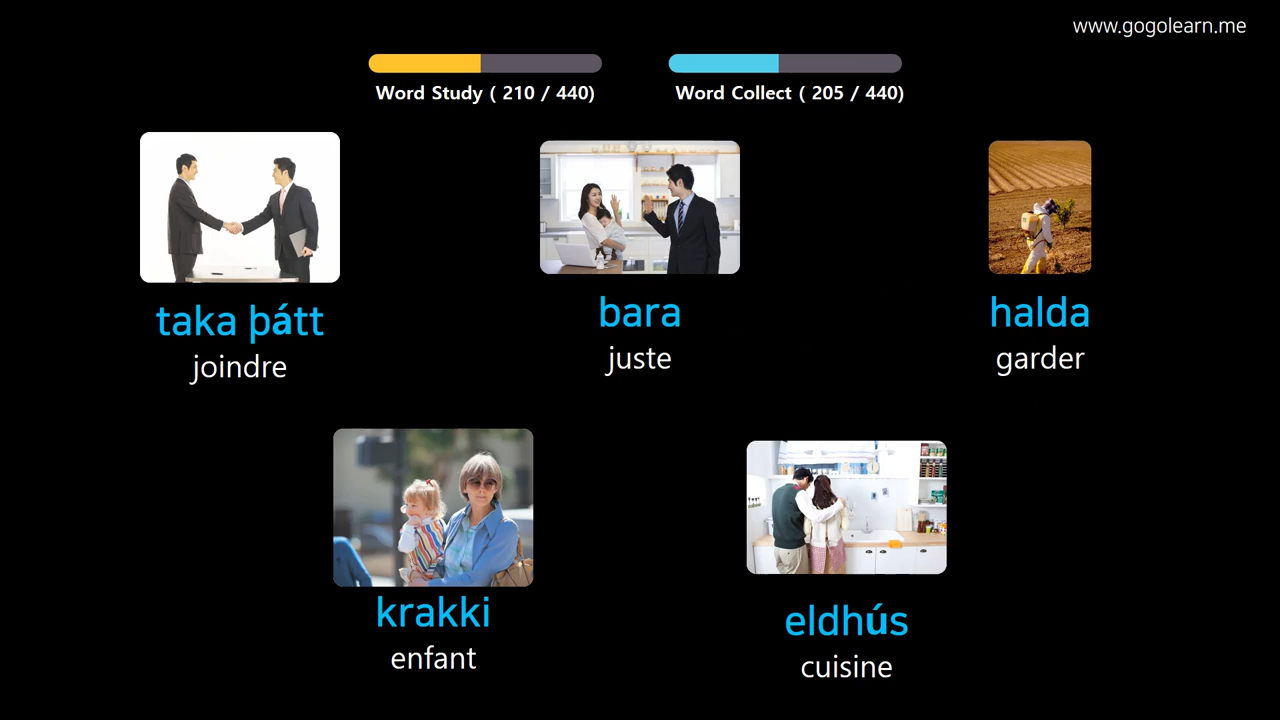 www.gogolearn.me
Word Study ( 210 / 440)
Word Collect ( 205 / 440)
taka þátt
joindre
bara
juste
halda
garder
krakki
enfant
eldhús
cuisine